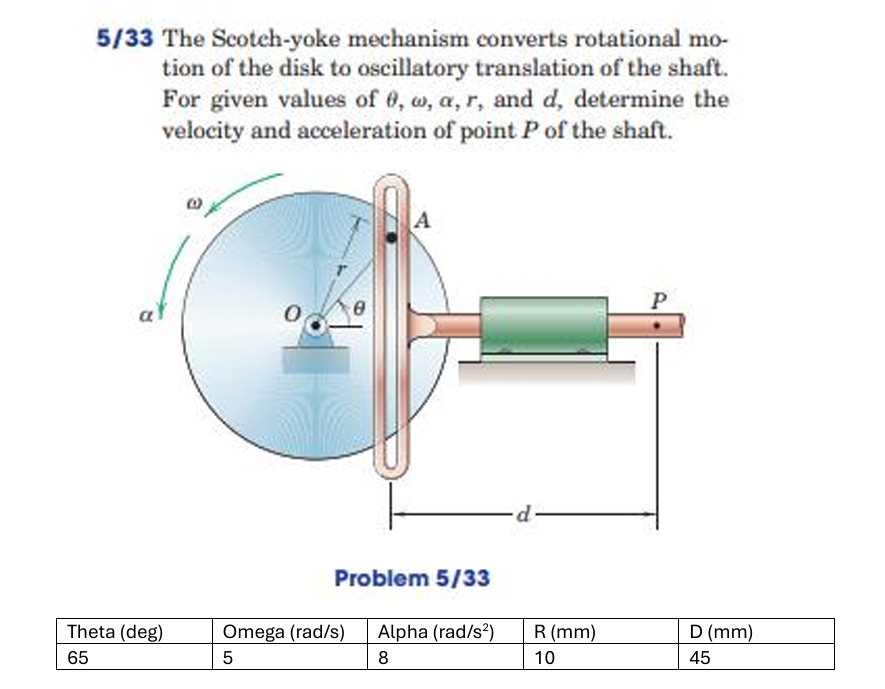 5/33 The Scotch-yoke mechanism converts rotational mo-
tion of the disk to oscillatory translation of the shaft.
For given values of θ, ω, α, r, and d, determine the
velocity and acceleration of point P of the shaft.
ω
A
r
α
O
θ
P
d
Problem 5/33
Theta (deg) Omega (rad/s) Alpha (rad/s²) R (mm) D (mm)
65 5 8 10 45